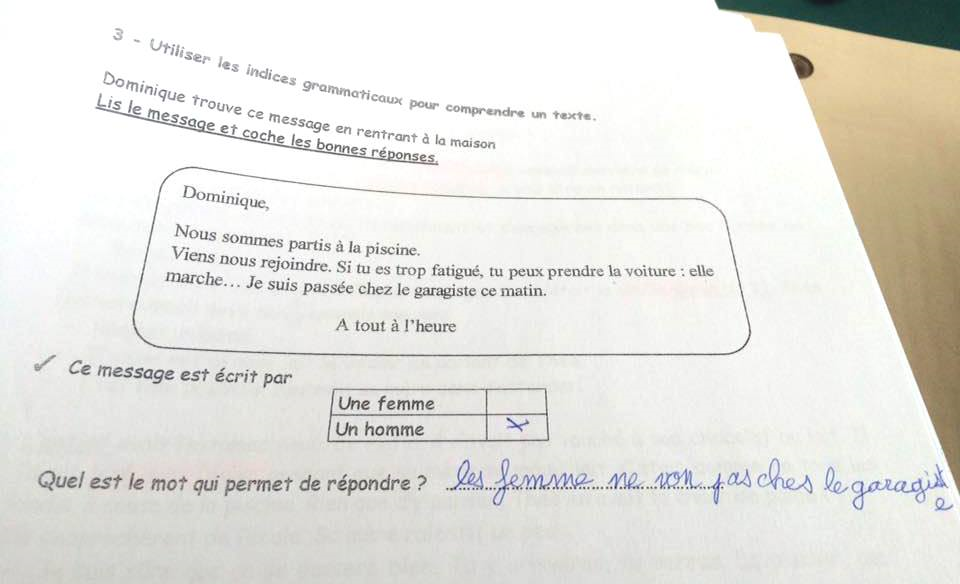 3 - Utiliser les indices grammaticaux pour comprendre un texte.
Dominique trouve ce message en rentrant à la maison
Lis le message et coche les bonnes réponses.
Dominique,
Nous sommes partis à la piscine.
Viens nous rejoindre. Si tu es trop fatigué, tu peux prendre la voiture : elle
marche... Je suis passée chez le garagiste ce matin.
A tout à l'heure
✓ Ce message est écrit par
Une femme
Un homme X
Quel est le mot qui permet de répondre ? les femme ne von pas ches le garagiste